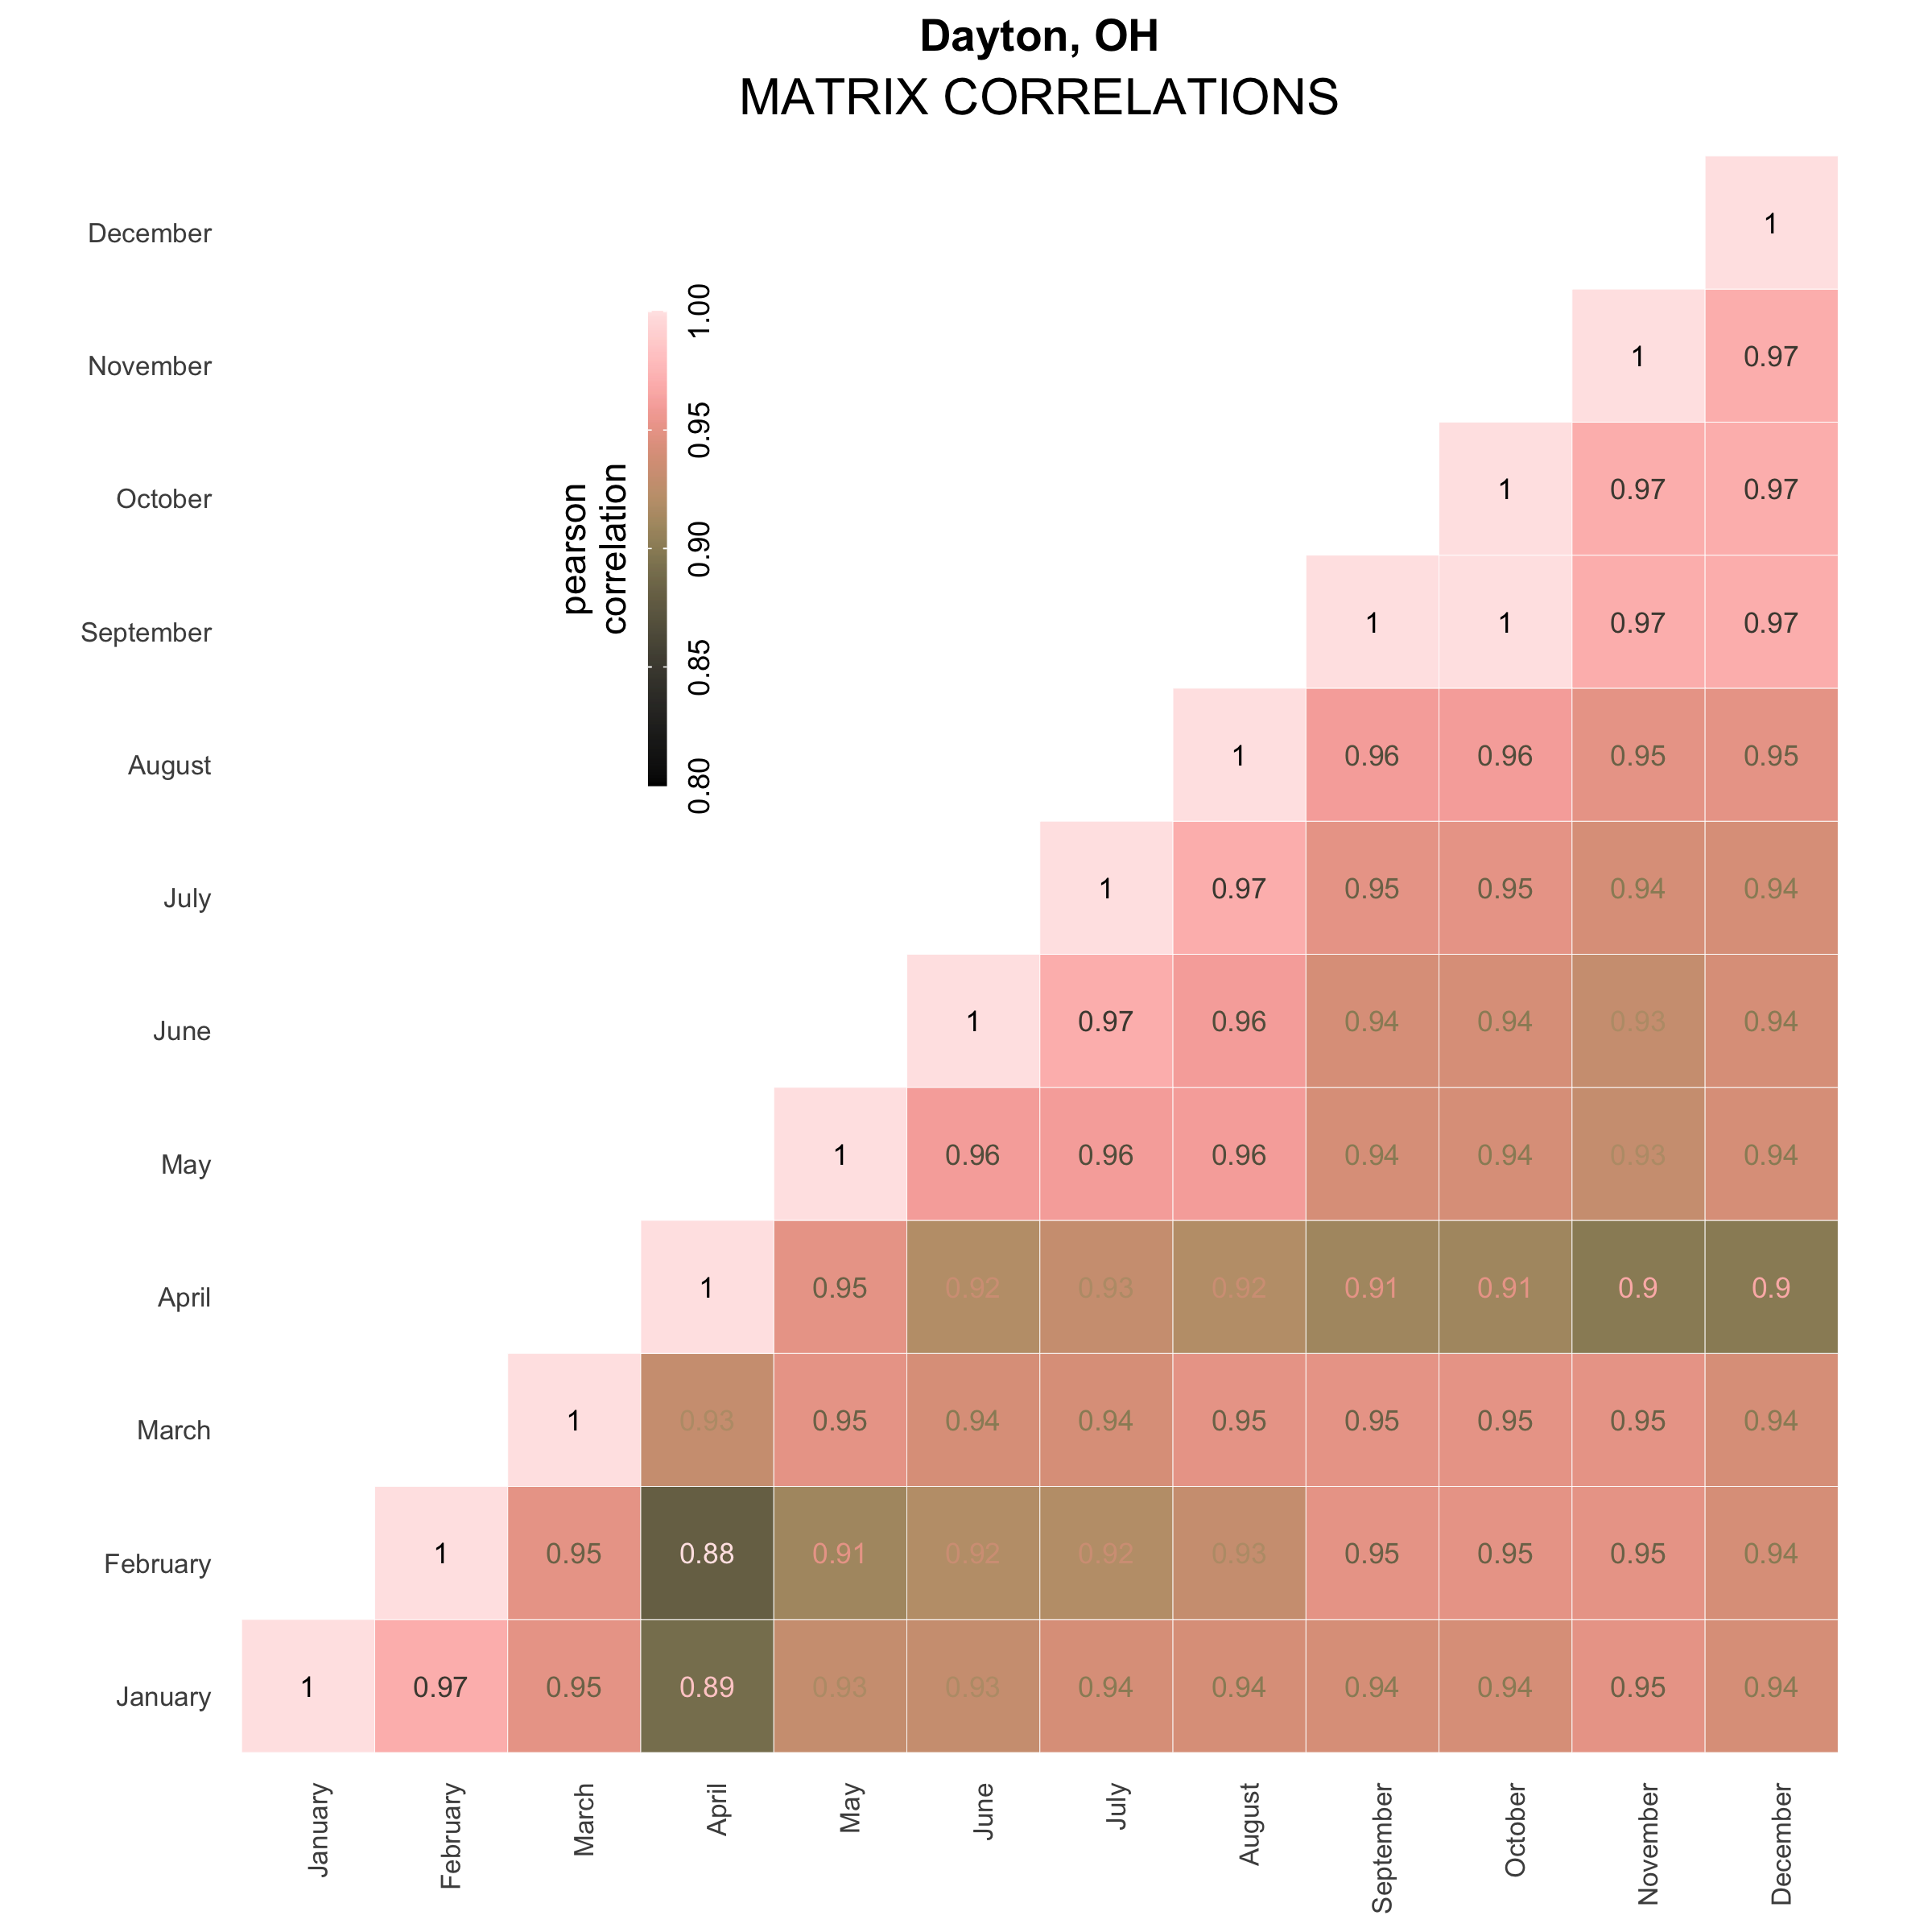 Dayton, OH
MATRIX CORRELATIONS
pearson
correlation
1.00
0.95
0.90
0.85
0.80
December 1
November 1 0.97
October 1 0.97 0.97
September 1 1 0.97 0.97
August 1 0.96 0.96 0.95 0.95
July 1 0.97 0.95 0.95 0.94 0.94
June 1 0.97 0.96 0.94 0.94 0.93 0.94
May 1 0.96 0.96 0.96 0.94 0.94 0.93 0.94
April 1 0.95 0.92 0.93 0.92 0.91 0.91 0.9 0.9
March 1 0.93 0.95 0.94 0.94 0.95 0.95 0.95 0.95 0.94
February 1 0.95 0.88 0.91 0.92 0.92 0.93 0.95 0.95 0.95 0.94
January 1 0.97 0.95 0.89 0.93 0.93 0.94 0.94 0.94 0.94 0.95 0.94
January February March April May June July August September October November December